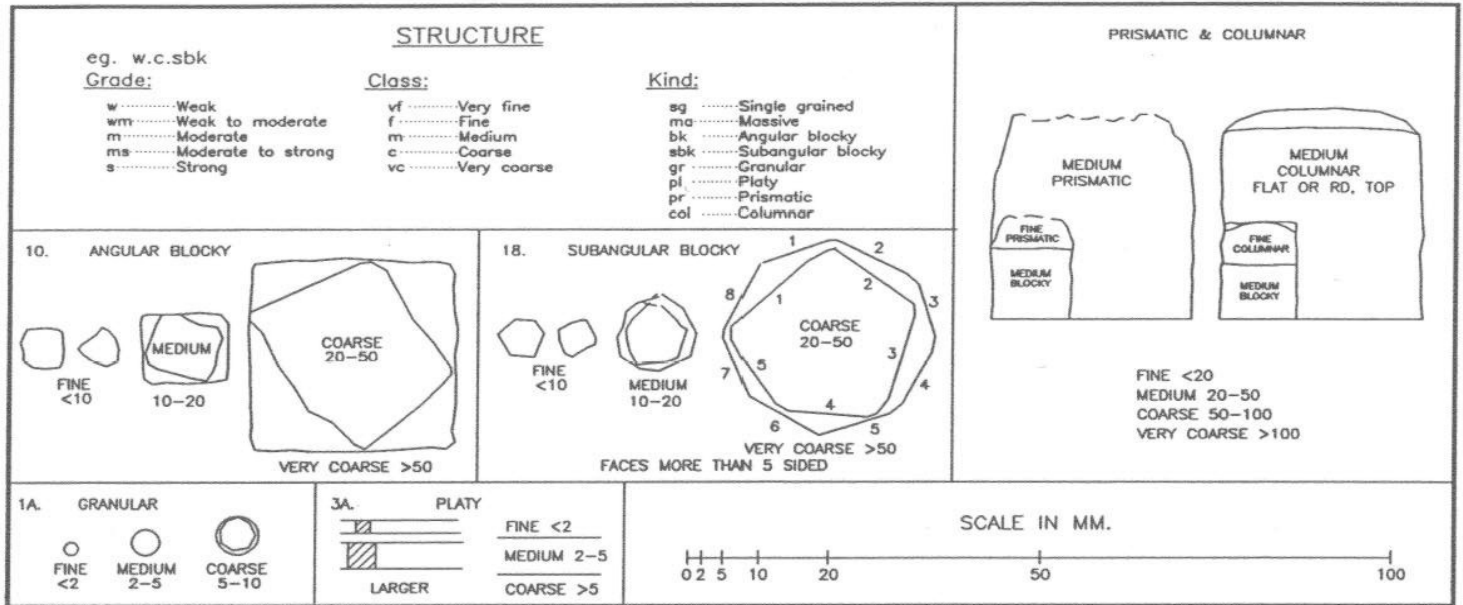 STRUCTURE
eg. w.c.sbk
Grade:
w ········· Weak
wm ········· Weak to moderate
m ········· Moderate
ms ········· Moderate to strong
s ········· Strong
Class:
vf ········· Very fine
f ········· Fine
m ········· Medium
c ········· Coarse
vc ········· Very coarse
Kind:
sg ······· Single grained
ma ······· Massive
bk ······· Angular blocky
sbk ······· Subangular blocky
gr ······· Granular
pl ······· Platy
pr ······· Prismatic
col ······· Columnar
PRISMATIC & COLUMNAR
MEDIUM
PRISMATIC
FINE
PRISMATIC
MEDIUM
BLOCKY
MEDIUM
COLUMNAR
FLAT OR RD, TOP
FINE
COLUMNAR
MEDIUM
BLOCKY
FINE <20
MEDIUM 20–50
COARSE 50–100
VERY COARSE >100
10. ANGULAR BLOCKY
FINE
<10
MEDIUM
10–20
COARSE
20–50
VERY COARSE >50
18. SUBANGULAR BLOCKY
FINE
<10
MEDIUM
10–20
COARSE
20–50
1
2
3
4
5
6
7
8
1
2
3
4
5
VERY COARSE >50
FACES MORE THAN 5 SIDED
1A. GRANULAR
FINE
<2
MEDIUM
2–5
COARSE
5–10
3A. PLATY
LARGER
FINE <2
MEDIUM 2–5
COARSE >5
SCALE IN MM.
0 2 5 10 20 50 100